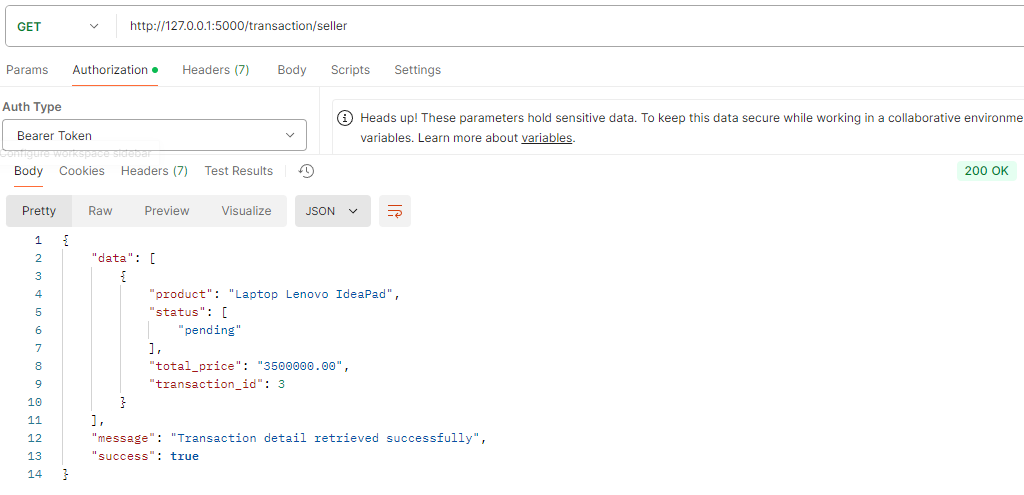 GET http://127.0.0.1:5000/transaction/seller
Params Authorization Headers (7) Body Scripts Settings
Auth Type
Bearer Token
Heads up! These parameters hold sensitive data. To keep this data secure while working in a collaborative environme
variables. Learn more about variables.
Configure workspace sidebar
Body Cookies Headers (7) Test Results 200 OK
Pretty Raw Preview Visualize JSON
1 {
2 "data": [
3 {
4 "product": "Laptop Lenovo IdeaPad",
5 "status": [
6 "pending"
7 ],
8 "total_price": "3500000.00",
9 "transaction_id": 3
10 }
11 ],
12 "message": "Transaction detail retrieved successfully",
13 "success": true
14 }